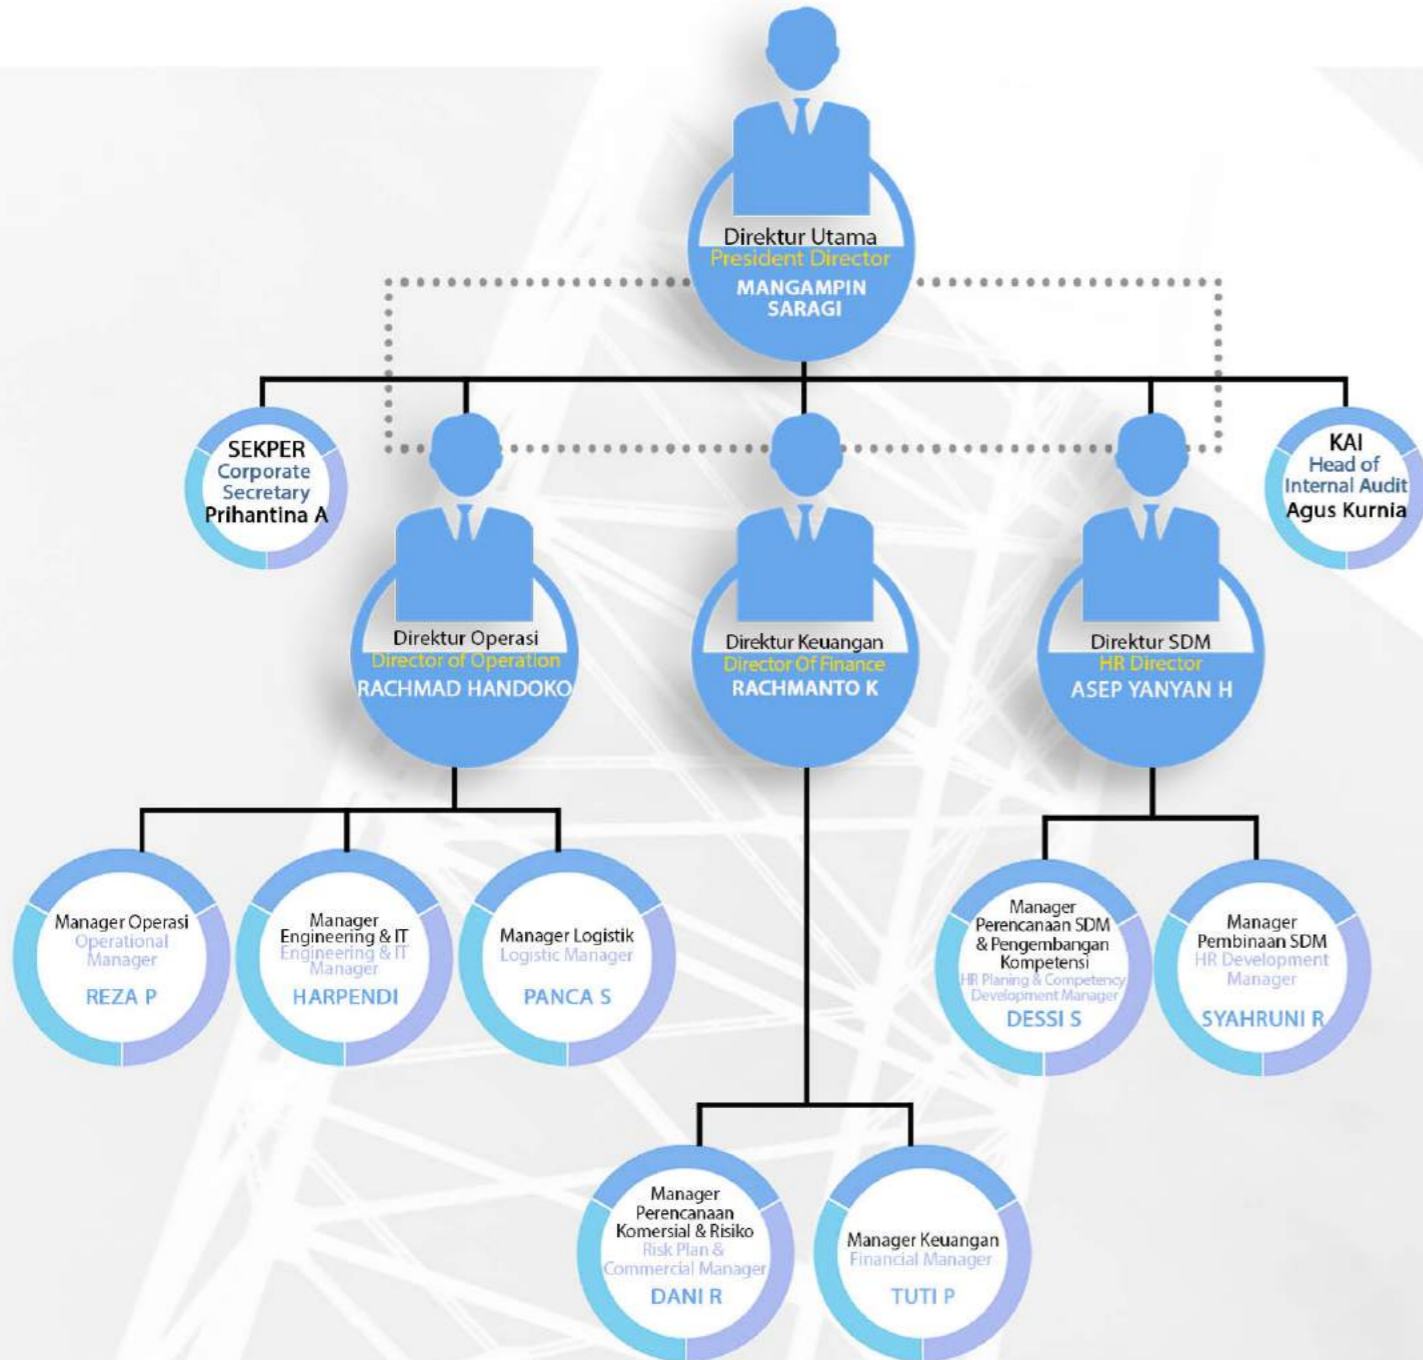 Direktur Utama
President Director
MANGAMPIN
SARAGI
SEKPER
Corporate
Secretary
Prihantina A
KAI
Head of
Internal Audit
Agus Kurnia
Direktur Operasi
Director of Operation
RACHMAD HANDOKO
Direktur Keuangan
Director Of Finance
RACHMANTO K
Direktur SDM
HR Director
ASEP YANYAN H
Manager Operasi
Operational
Manager
REZA P
Manager
Engineering & IT
Engineering & IT
Manager
HARPENDI
Manager Logistik
Logistic Manager
PANCA S
Manager
Perencanaan SDM
& Pengembangan
Kompetensi
HR Planing & Competency
Development Manager
DESSI S
Manager
Pembinaan SDM
HR Development
Manager
SYAHRUNI R
Manager
Perencanaan
Komersial & Risiko
Risk Plan &
Commercial Manager
DANI R
Manager Keuangan
Financial Manager
TUTI P